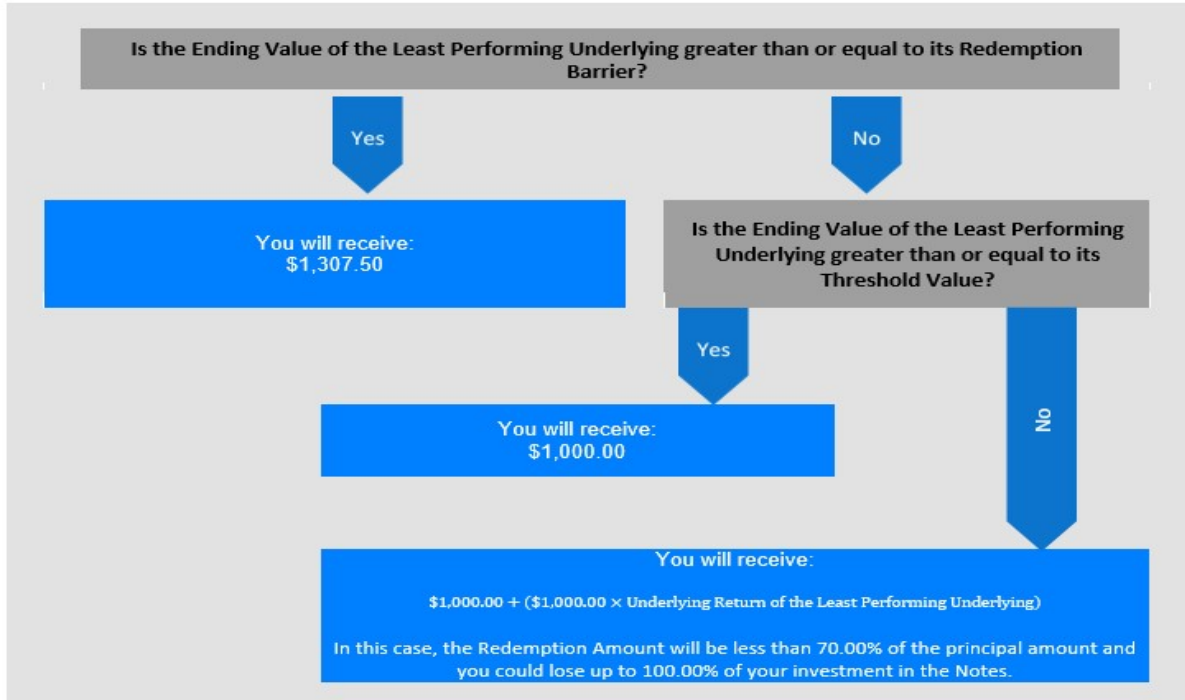 Is the Ending Value of the Least Performing Underlying greater than or equal to its Redemption
Barrier?
Yes
No
You will receive:
$1,307.50
Is the Ending Value of the Least Performing
Underlying greater than or equal to its
Threshold Value?
Yes
No
You will receive:
$1,000.00
You will receive:
$1,000.00 + ($1,000.00 × Underlying Return of the Least Performing Underlying)
In this case, the Redemption Amount will be less than 70.00% of the principal amount and
you could lose up to 100.00% of your investment in the Notes.